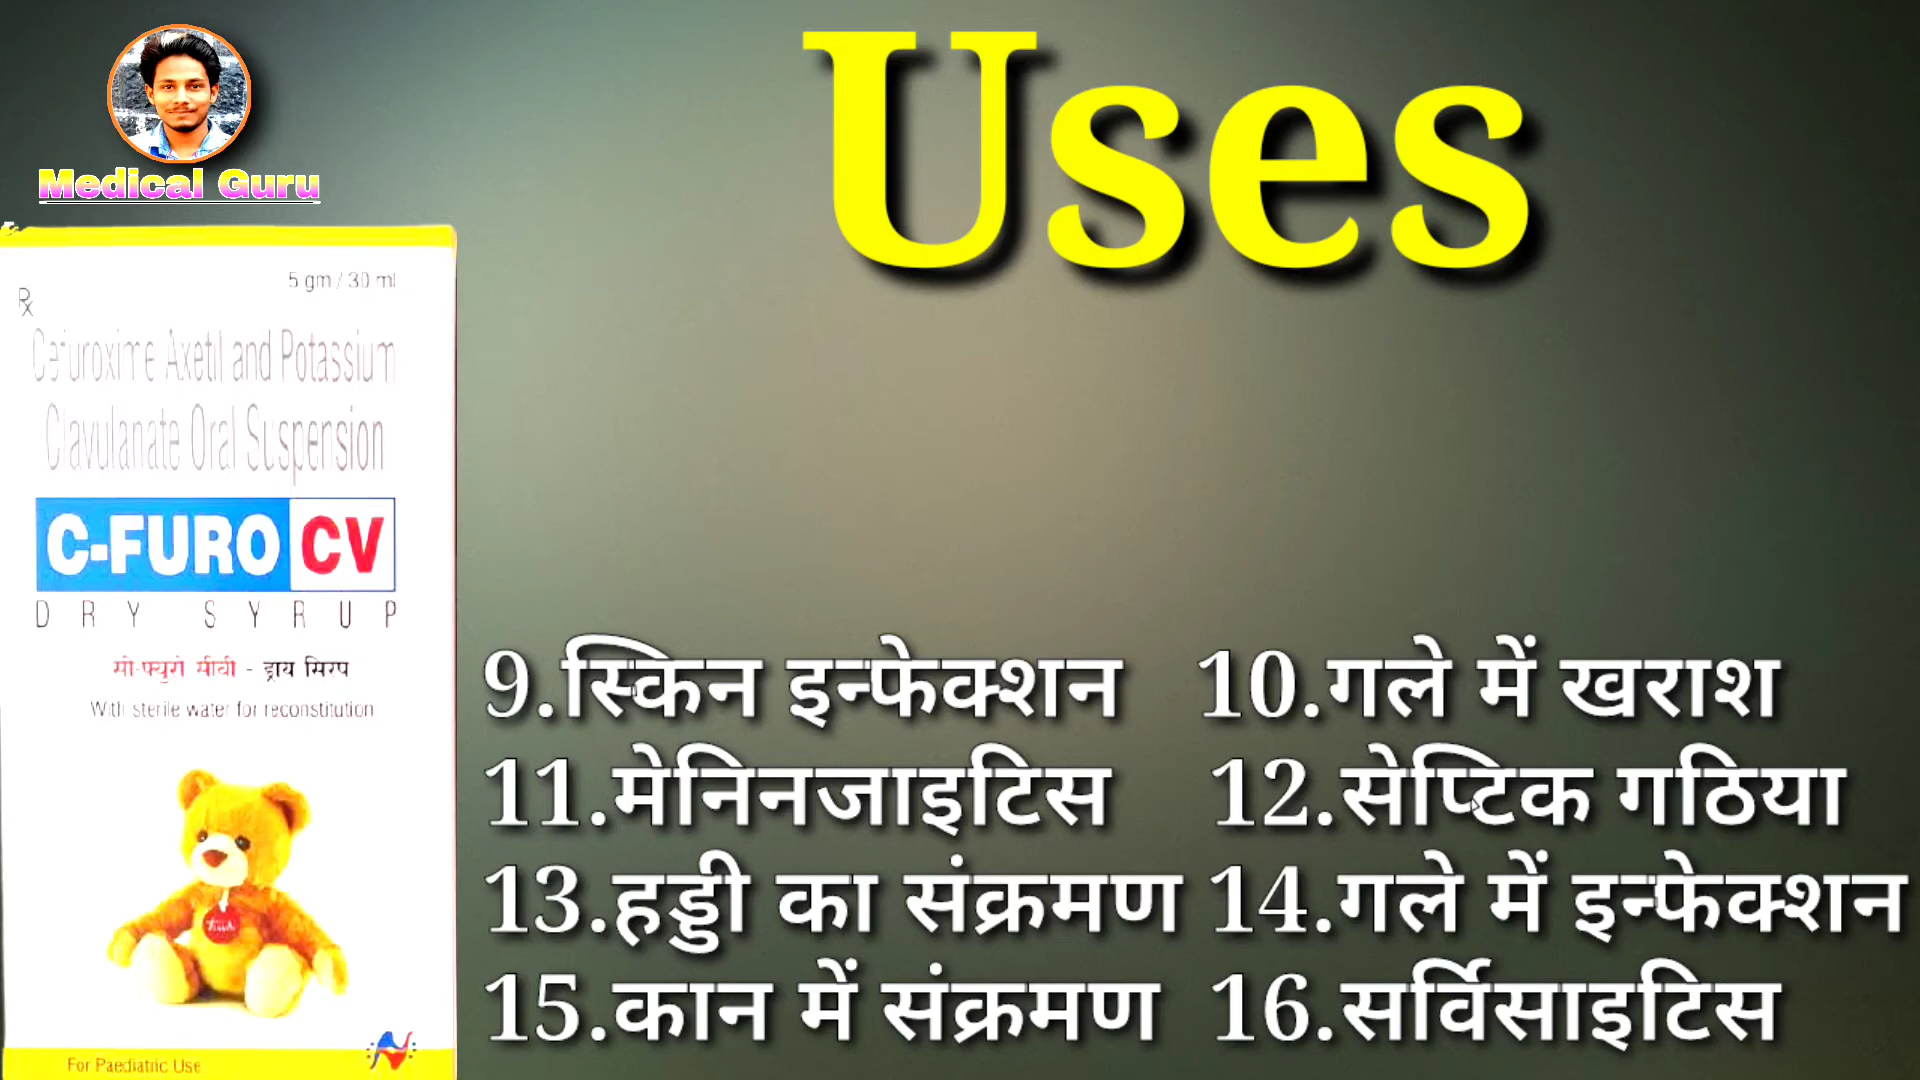 Uses
Medical Guru
5 gm / 30 ml
Rx
Cefuroxime Axetil and Potassium
Clavulanate Oral Suspension
C-FURO CV
DRY SYRUP
सी-फ्युरो सीवी - ड्राय सिरप
With sterile water for reconstitution
For Paediatric Use
9.स्किन इन्फेक्शन 10.गले में खराश
11.मेनिनजाइटिस 12.सेप्टिक गठिया
13.हड्डी का संक्रमण 14.गले में इन्फेक्शन
15.कान में संक्रमण 16.सर्विसाइटिस